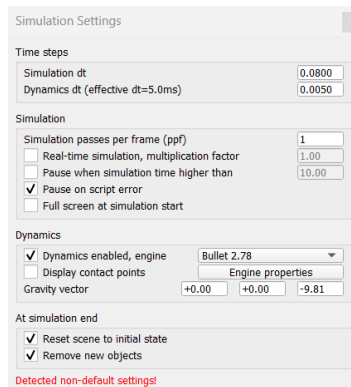 Simulation Settings
Time steps
Simulation dt 0.0800
Dynamics dt (effective dt=5.0ms) 0.0050
Simulation
Simulation passes per frame (ppf) 1
Real-time simulation, multiplication factor 1.00
Pause when simulation time higher than 10.00
Pause on script error
Full screen at simulation start
Dynamics
Dynamics enabled, engine Bullet 2.78
Display contact points Engine properties
Gravity vector +0.00 +0.00 -9.81
At simulation end
Reset scene to initial state
Remove new objects
Detected non-default settings!